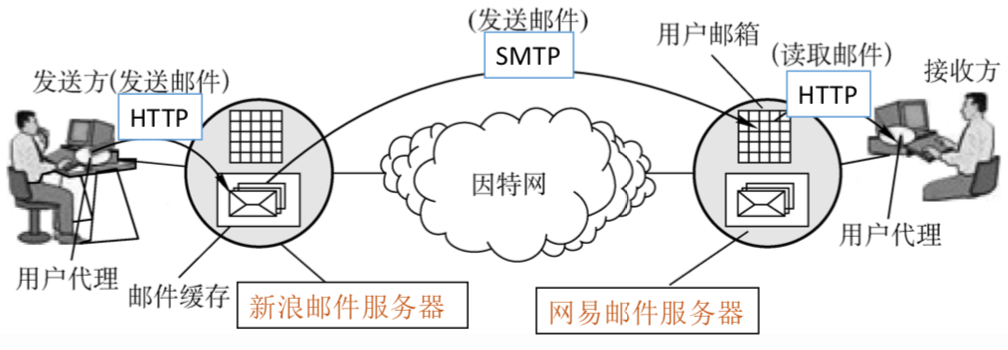 (发送邮件)
SMTP
用户邮箱
(读取邮件)
HTTP
接收方
发送方(发送邮件)
HTTP
因特网
用户代理
用户代理
邮件缓存
新浪邮件服务器
网易邮件服务器